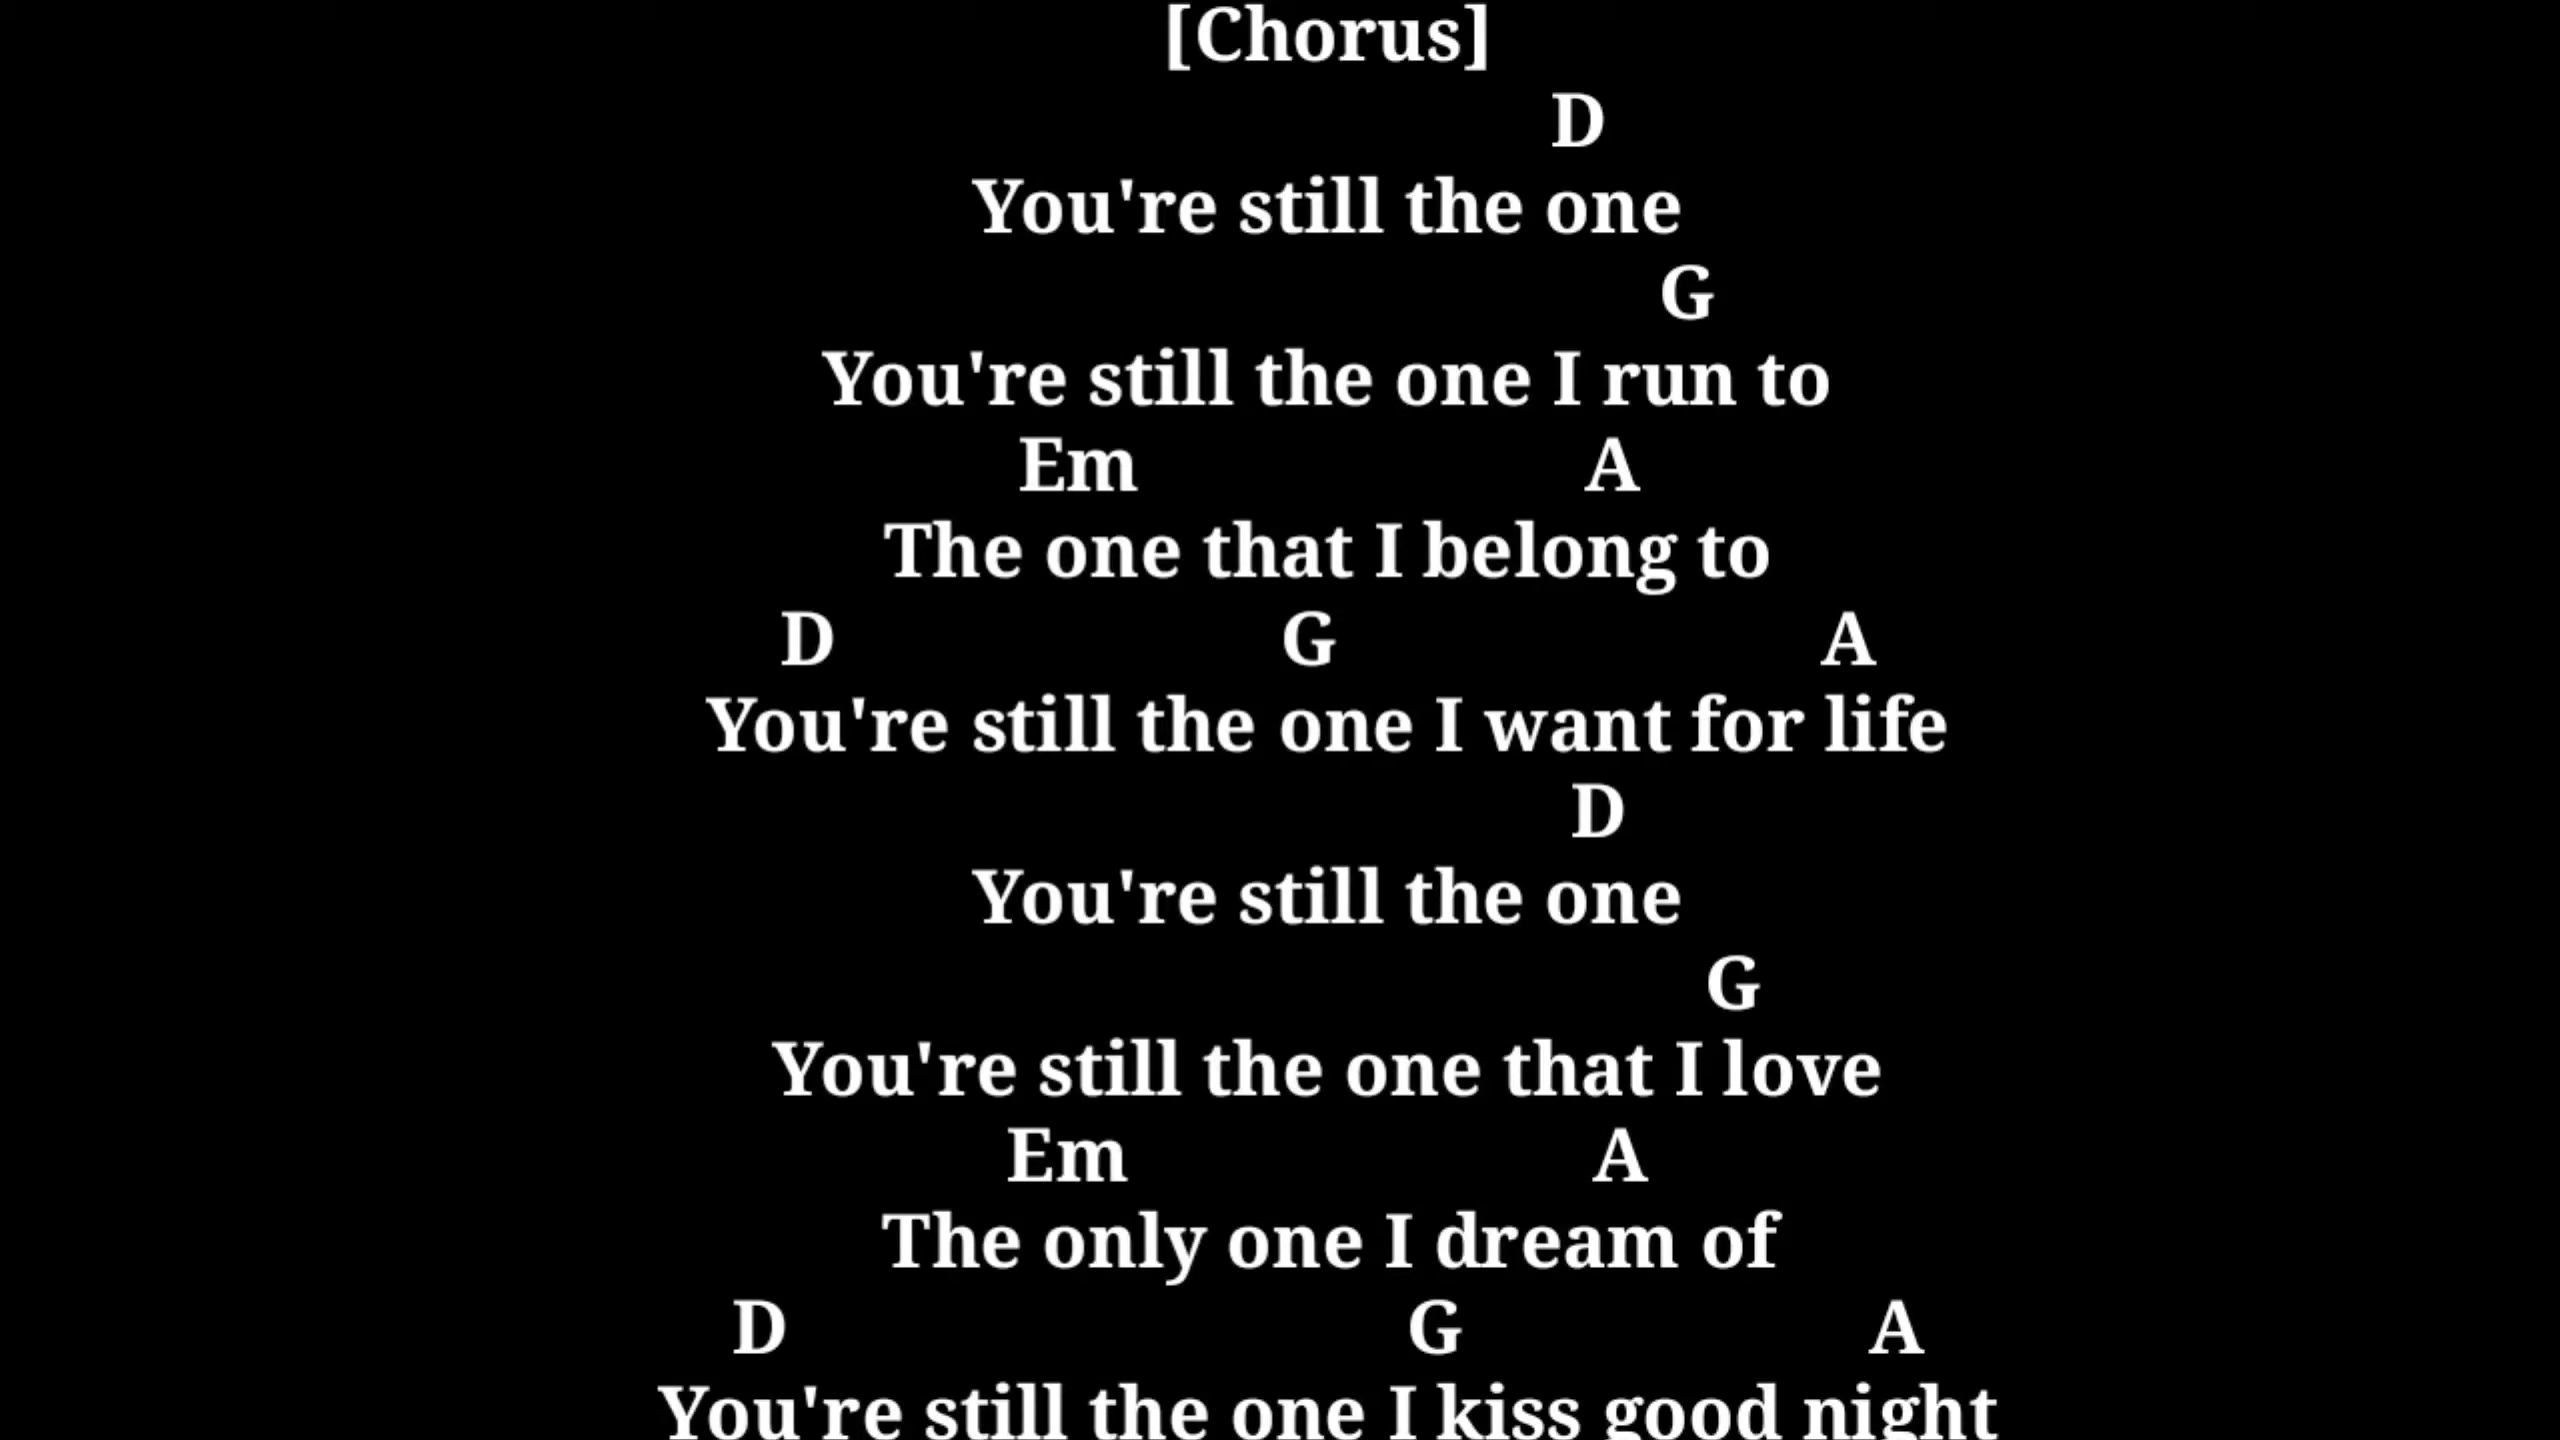 [Chorus]
D
You're still the one
G
You're still the one I run to
Em A
The one that I belong to
D G A
You're still the one I want for life
D
You're still the one
G
You're still the one that I love
Em A
The only one I dream of
D G A
You're still the one I kiss good night